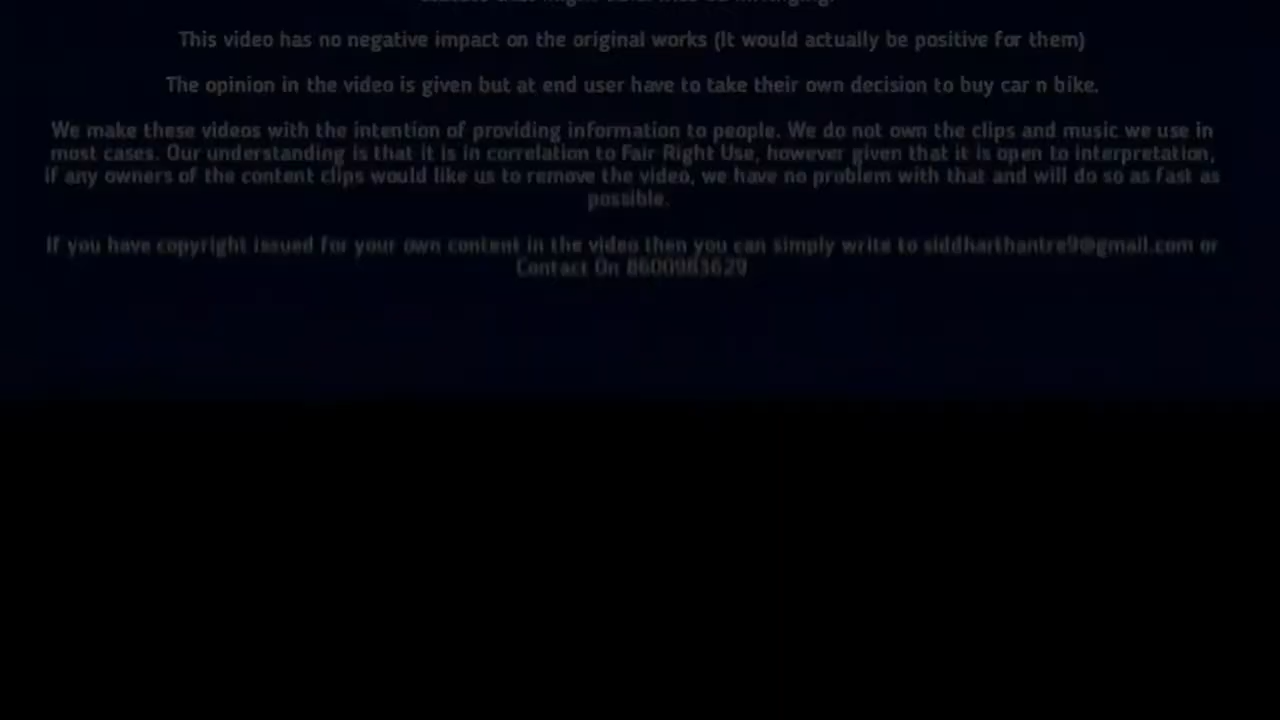 This video has no negative impact on the original works (It would actually be positive for them)
The opinion in the video is given but at end user have to take their own decision to buy car n bike.
We make these videos with the intention of providing information to people. We do not own the clips and music we use in
most cases. Our understanding is that it is in correlation to Fair Right Use, however given that it is open to interpretation,
if any owners of the content clips would like us to remove the video, we have no problem with that and will do so as fast as
possible.
If you have copyright issued for your own content in the video then you can simply write to siddharthantre9@gmail.com or
Contact On